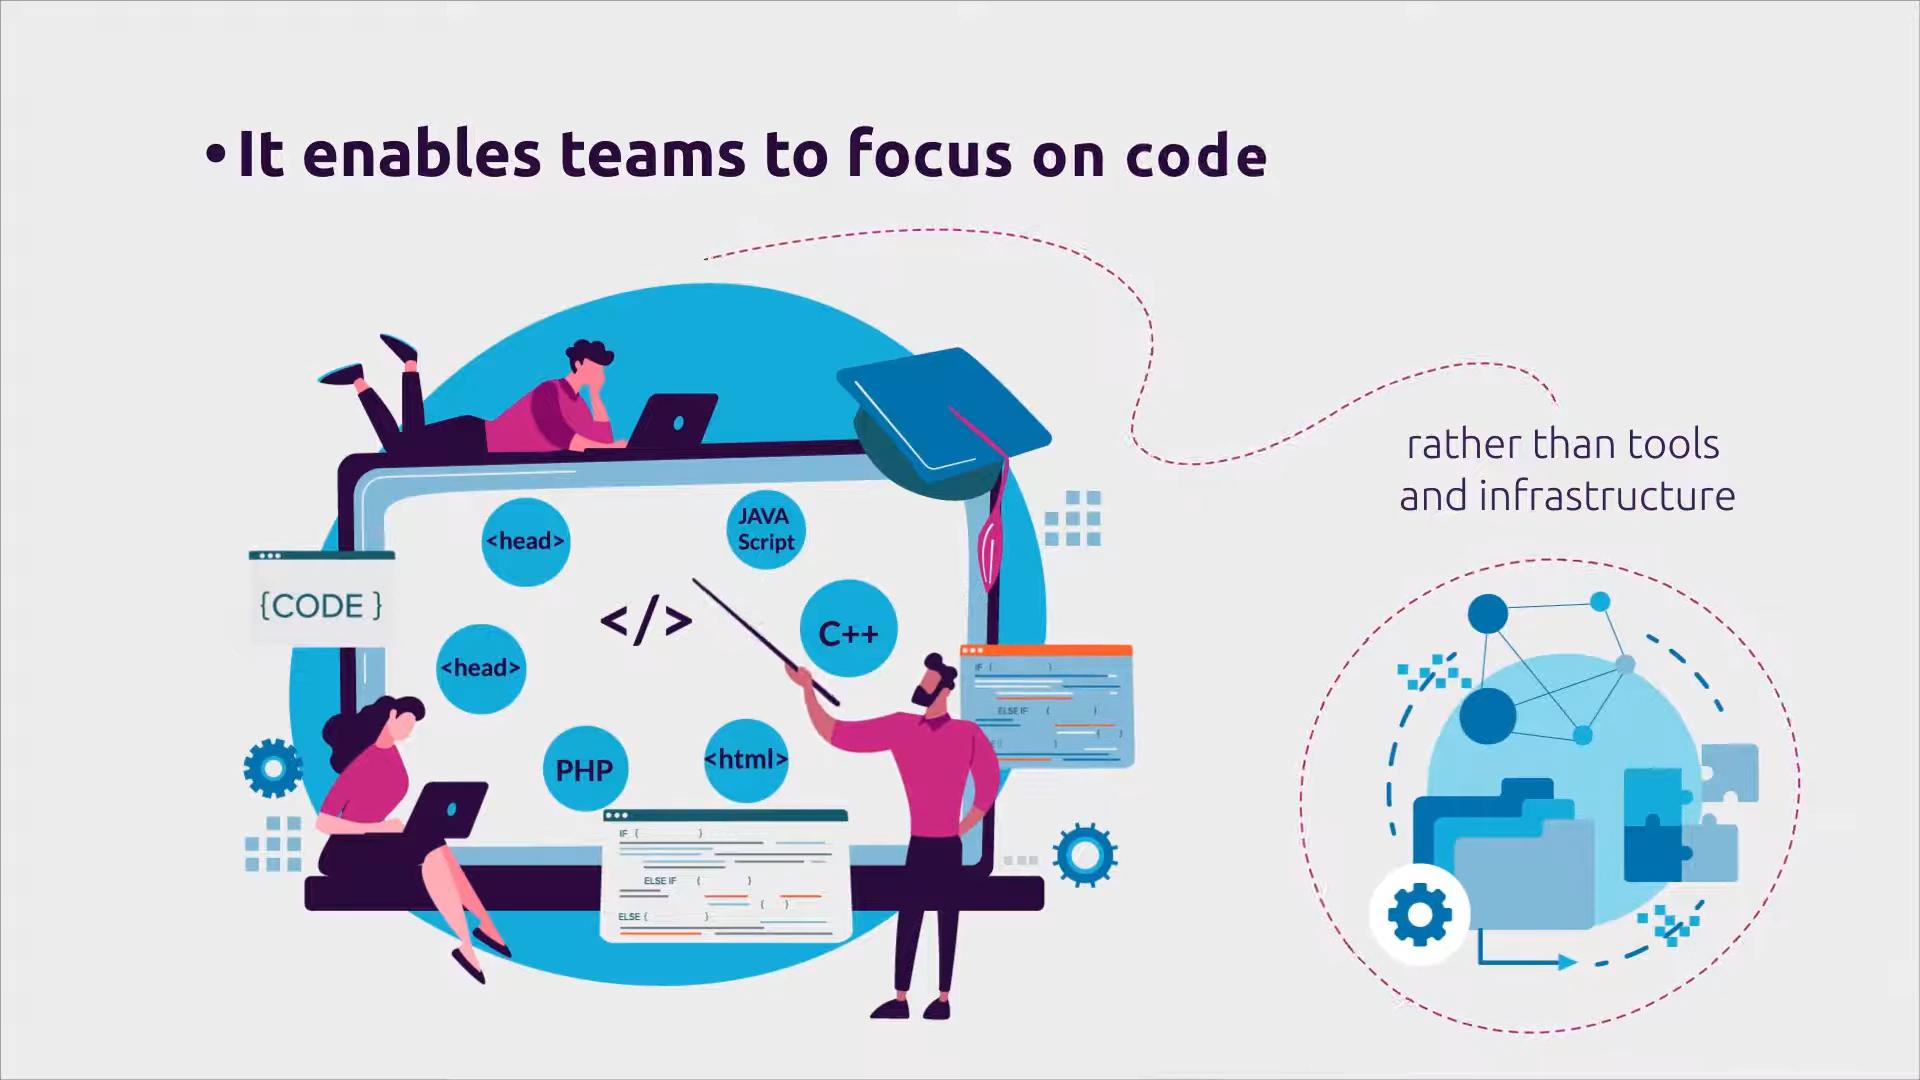 •It enables teams to focus on code
rather than tools
and infrastructure
<head>
JAVA
Script
{CODE }
</>
C++
<head>
IF ( )
ELSE IF ( )
( )
PHP
<html>
IF ( )
ELSE IF ( )
( )
ELSE ( )